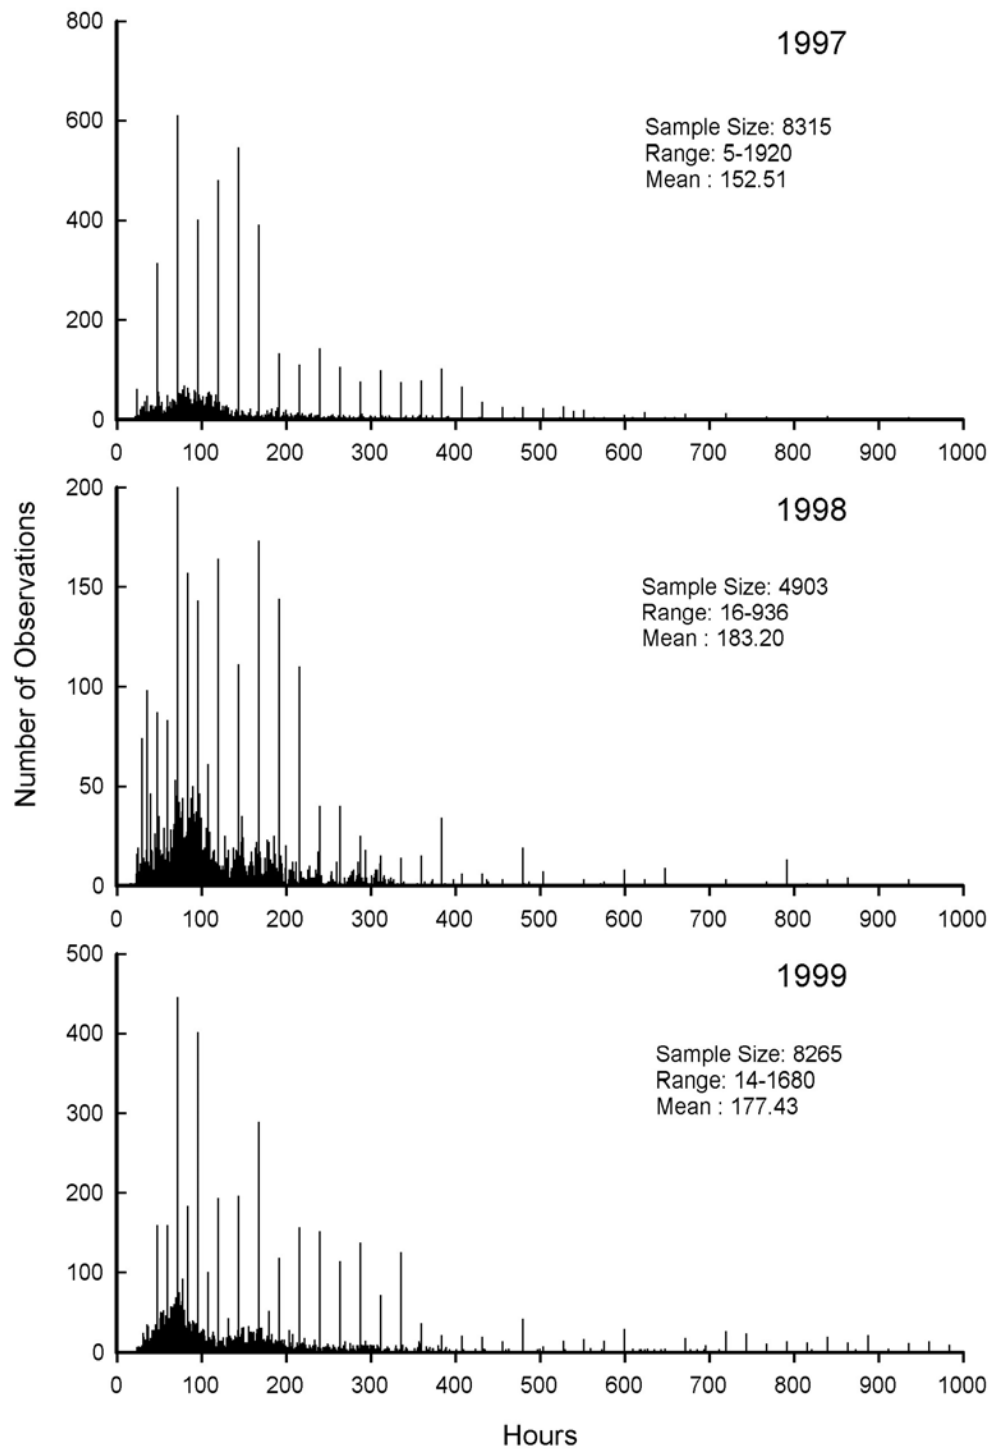 800
1997
600
Sample Size: 8315
Range: 5-1920
Mean : 152.51
400
200
0
0 100 200 300 400 500 600 700 800 900 1000
Number of Observations
200
1998
150
Sample Size: 4903
Range: 16-936
Mean : 183.20
100
50
0
0 100 200 300 400 500 600 700 800 900 1000
500
1999
400
Sample Size: 8265
Range: 14-1680
Mean : 177.43
300
200
100
0
0 100 200 300 400 500 600 700 800 900 1000
Hours